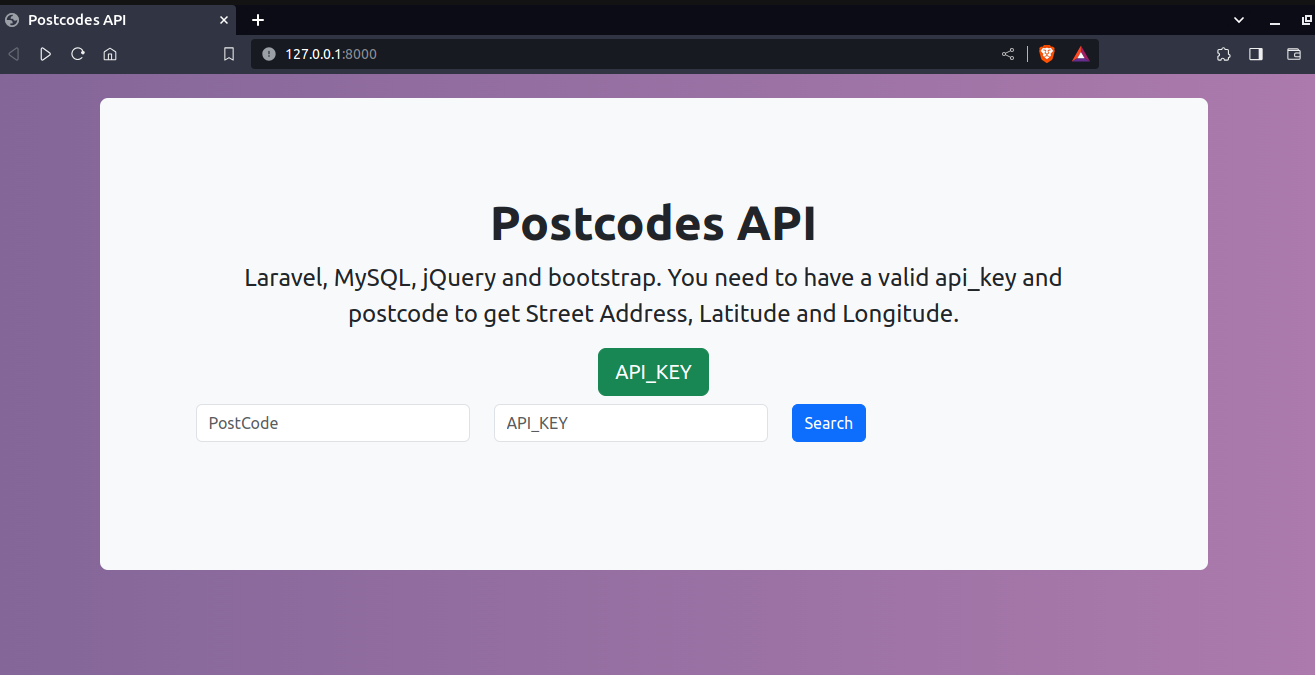 Postcodes API
127.0.0.1:8000
Postcodes API
Laravel, MySQL, jQuery and bootstrap. You need to have a valid api_key and
postcode to get Street Address, Latitude and Longitude.
API_KEY
PostCode
API_KEY
Search